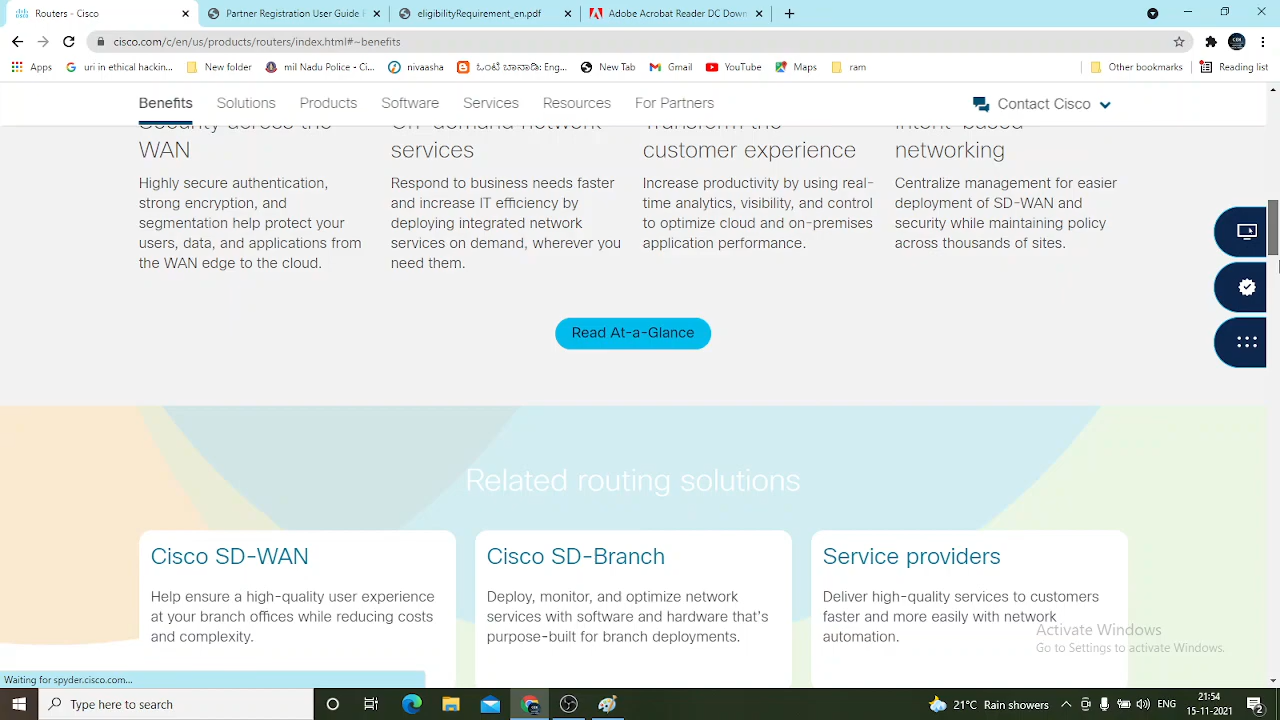 Routers - Cisco
Partner Registration User Guide
eligibilityRequirement_en.pdf
Adobe Acrobat Reader DC Down
cisco.com/c/en/us/products/routers/index.html#~benefits
Apps
uri in ethical hackin...
New folder
mil Nadu Police - Ci...
nivaasha
Eng...
New Tab
Gmail
YouTube
Maps
ram
Other bookmarks
Reading list
Benefits
Solutions
Products
Software
Services
Resources
For Partners
Contact Cisco
Security across the
WAN
Highly secure authentication,
strong encryption, and
segmentation help protect your
users, data, and applications from
the WAN edge to the cloud.
On-demand network
services
Respond to business needs faster
and increase IT efficiency by
deploying integrated network
services on demand, wherever you
need them.
Transform the
customer experience
Increase productivity by using real-
time analytics, visibility, and control
to optimize cloud and on-premises
application performance.
Intent-based
networking
Centralize management for easier
deployment of SD-WAN and
security while maintaining policy
across thousands of sites.
Read At-a-Glance
Related routing solutions
Cisco SD-WAN
Help ensure a high-quality user experience
at your branch offices while reducing costs
and complexity.
Cisco SD-Branch
Deploy, monitor, and optimize network
services with software and hardware that's
purpose-built for branch deployments.
Service providers
Deliver high-quality services to customers
faster and more easily with network
automation.
Activate Windows
Go to Settings to activate Windows.
Waiting for spyder.cisco.com...
Type here to search
21°C Rain showers
ENG
21:54
15-11-2021
2